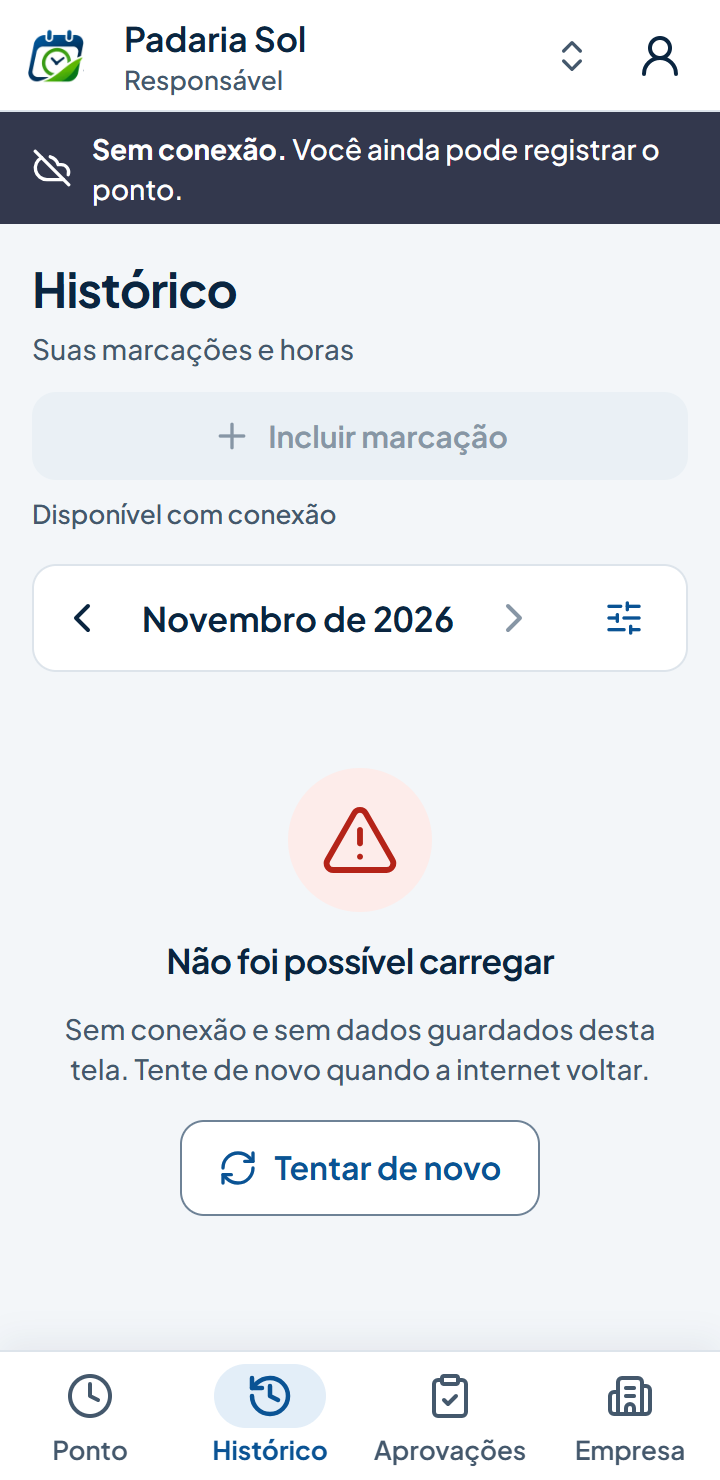 Padaria Sol
Responsável
Sem conexão. Você ainda pode registrar o
ponto.
Histórico
Suas marcações e horas
Incluir marcação
Disponível com conexão
Novembro de 2026
Não foi possível carregar
Sem conexão e sem dados guardados desta
tela. Tente de novo quando a internet voltar.
Tentar de novo
Ponto
Histórico
Aprovações
Empresa